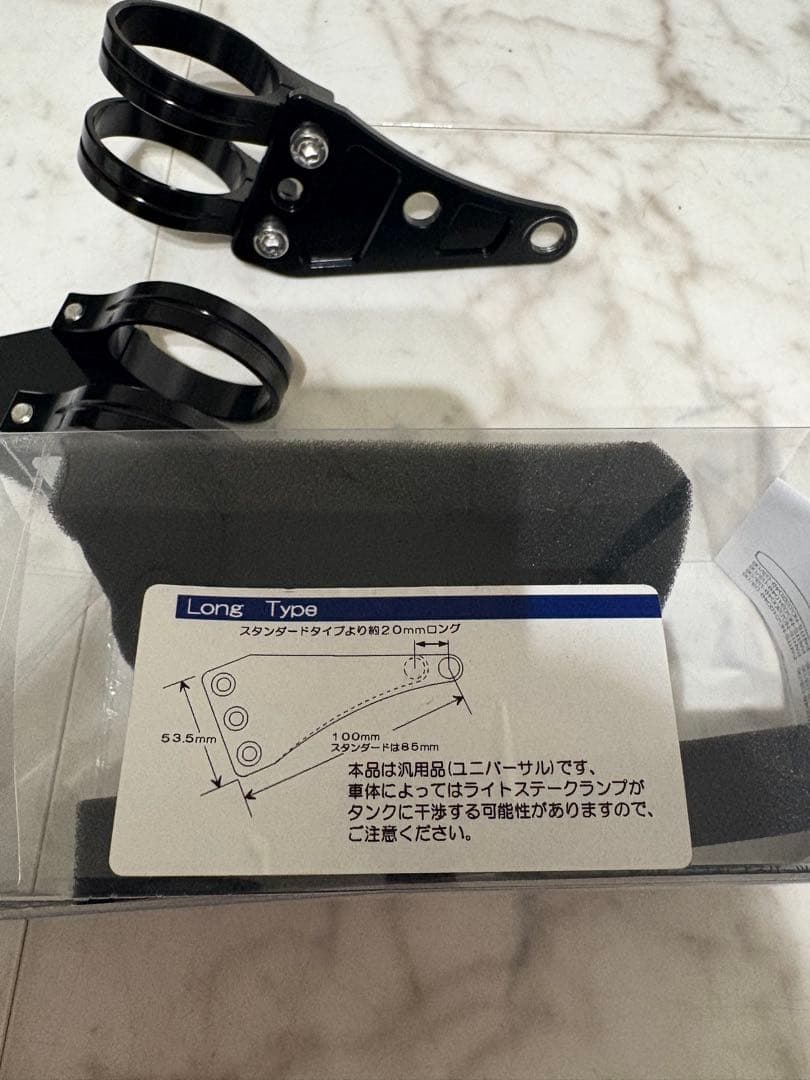 Long Type
スタンダードタイプより約20mmロング
53.5mm
100mm
スタンダードは85mm
本品は汎用品(ユニバーサル)です、
車体によってはライトステークランプが
タンクに干渉する可能性がありますので、
ご注意ください。